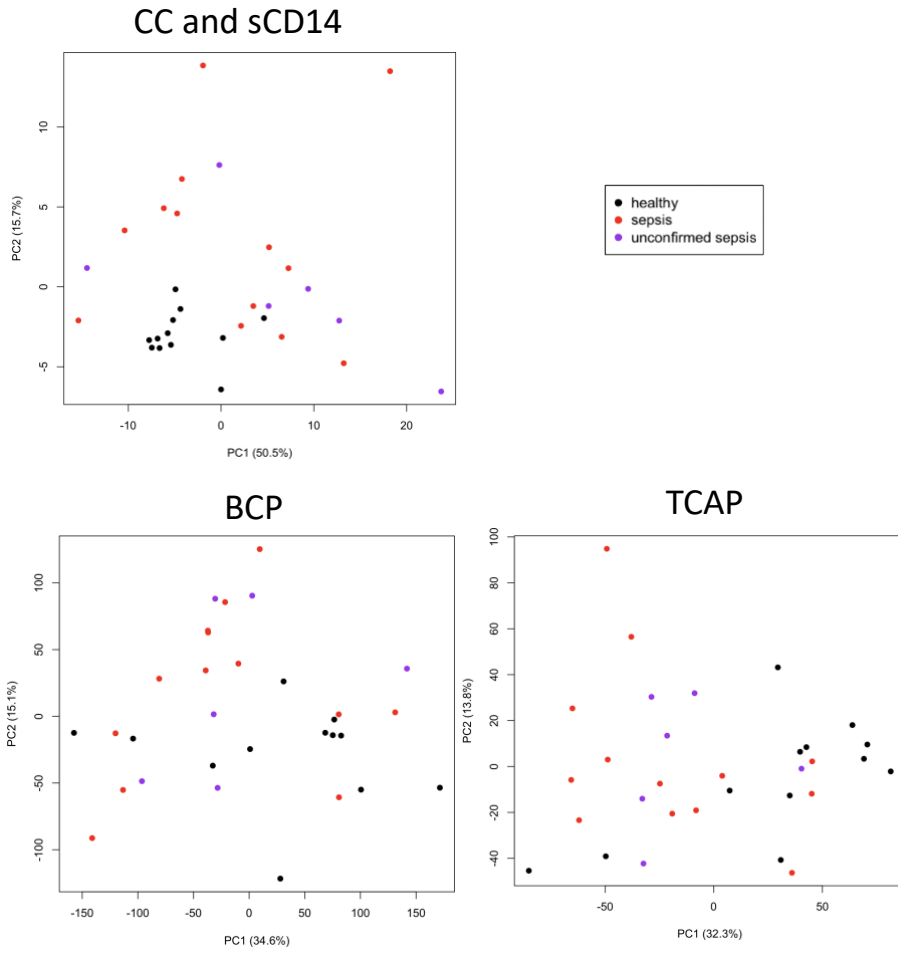 CC and sCD14
10
5
0
-5
PC2 (15.7%)
-10 0 10 20
PC1 (50.5%)
healthy
sepsis
unconfirmed sepsis
BCP
100
50
0
-50
-100
PC2 (15.1%)
-150 -100 -50 0 50 100 150
PC1 (34.6%)
TCAP
100
80
60
40
20
0
-20
-40
PC2 (13.8%)
-50 0 50
PC1 (32.3%)